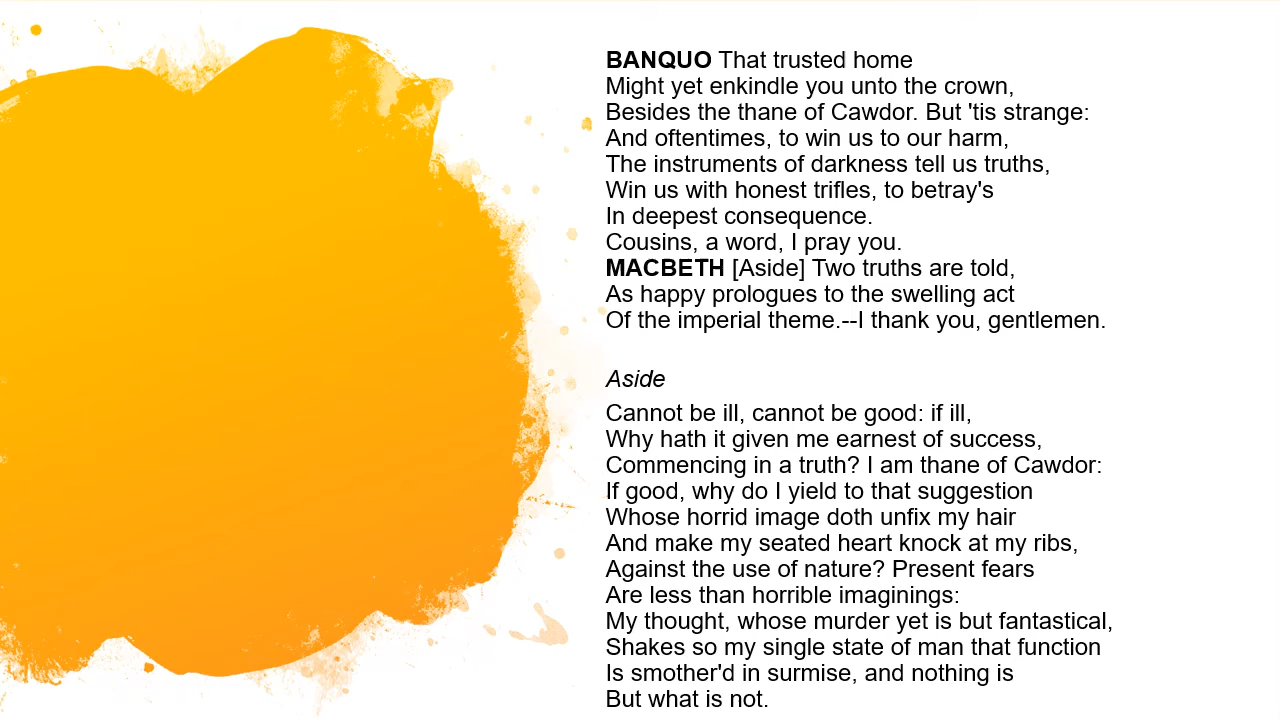 BANQUO That trusted home
Might yet enkindle you unto the crown,
Besides the thane of Cawdor. But 'tis strange:
And oftentimes, to win us to our harm,
The instruments of darkness tell us truths,
Win us with honest trifles, to betray's
In deepest consequence.
Cousins, a word, I pray you.
MACBETH [Aside] Two truths are told,
As happy prologues to the swelling act
Of the imperial theme.--I thank you, gentlemen.
Aside
Cannot be ill, cannot be good: if ill,
Why hath it given me earnest of success,
Commencing in a truth? I am thane of Cawdor:
If good, why do I yield to that suggestion
Whose horrid image doth unfix my hair
And make my seated heart knock at my ribs,
Against the use of nature? Present fears
Are less than horrible imaginings:
My thought, whose murder yet is but fantastical,
Shakes so my single state of man that function
Is smother'd in surmise, and nothing is
But what is not.